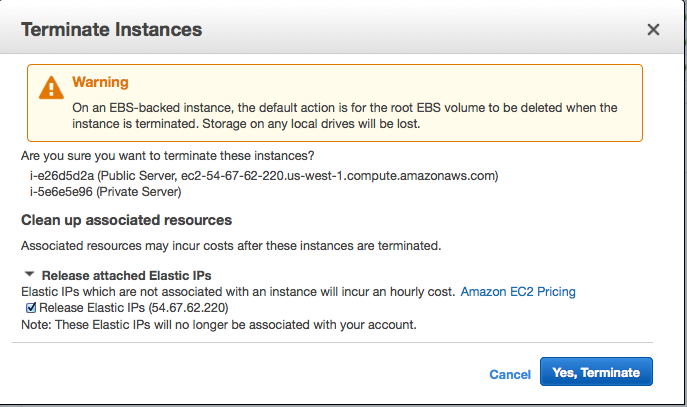 Terminate Instances
Warning
On an EBS-backed instance, the default action is for the root EBS volume to be deleted when the
instance is terminated. Storage on any local drives will be lost.
Are you sure you want to terminate these instances?
i-e26d5d2a (Public Server, ec2-54-67-62-220.us-west-1.compute.amazonaws.com)
i-5e6e5e96 (Private Server)
Clean up associated resources
Associated resources may incur costs after these instances are terminated.
Release attached Elastic IPs
Elastic IPs which are not associated with an instance will incur an hourly cost. Amazon EC2 Pricing
Release Elastic IPs (54.67.62.220)
Note: These Elastic IPs will no longer be associated with your account.
Cancel Yes, Terminate